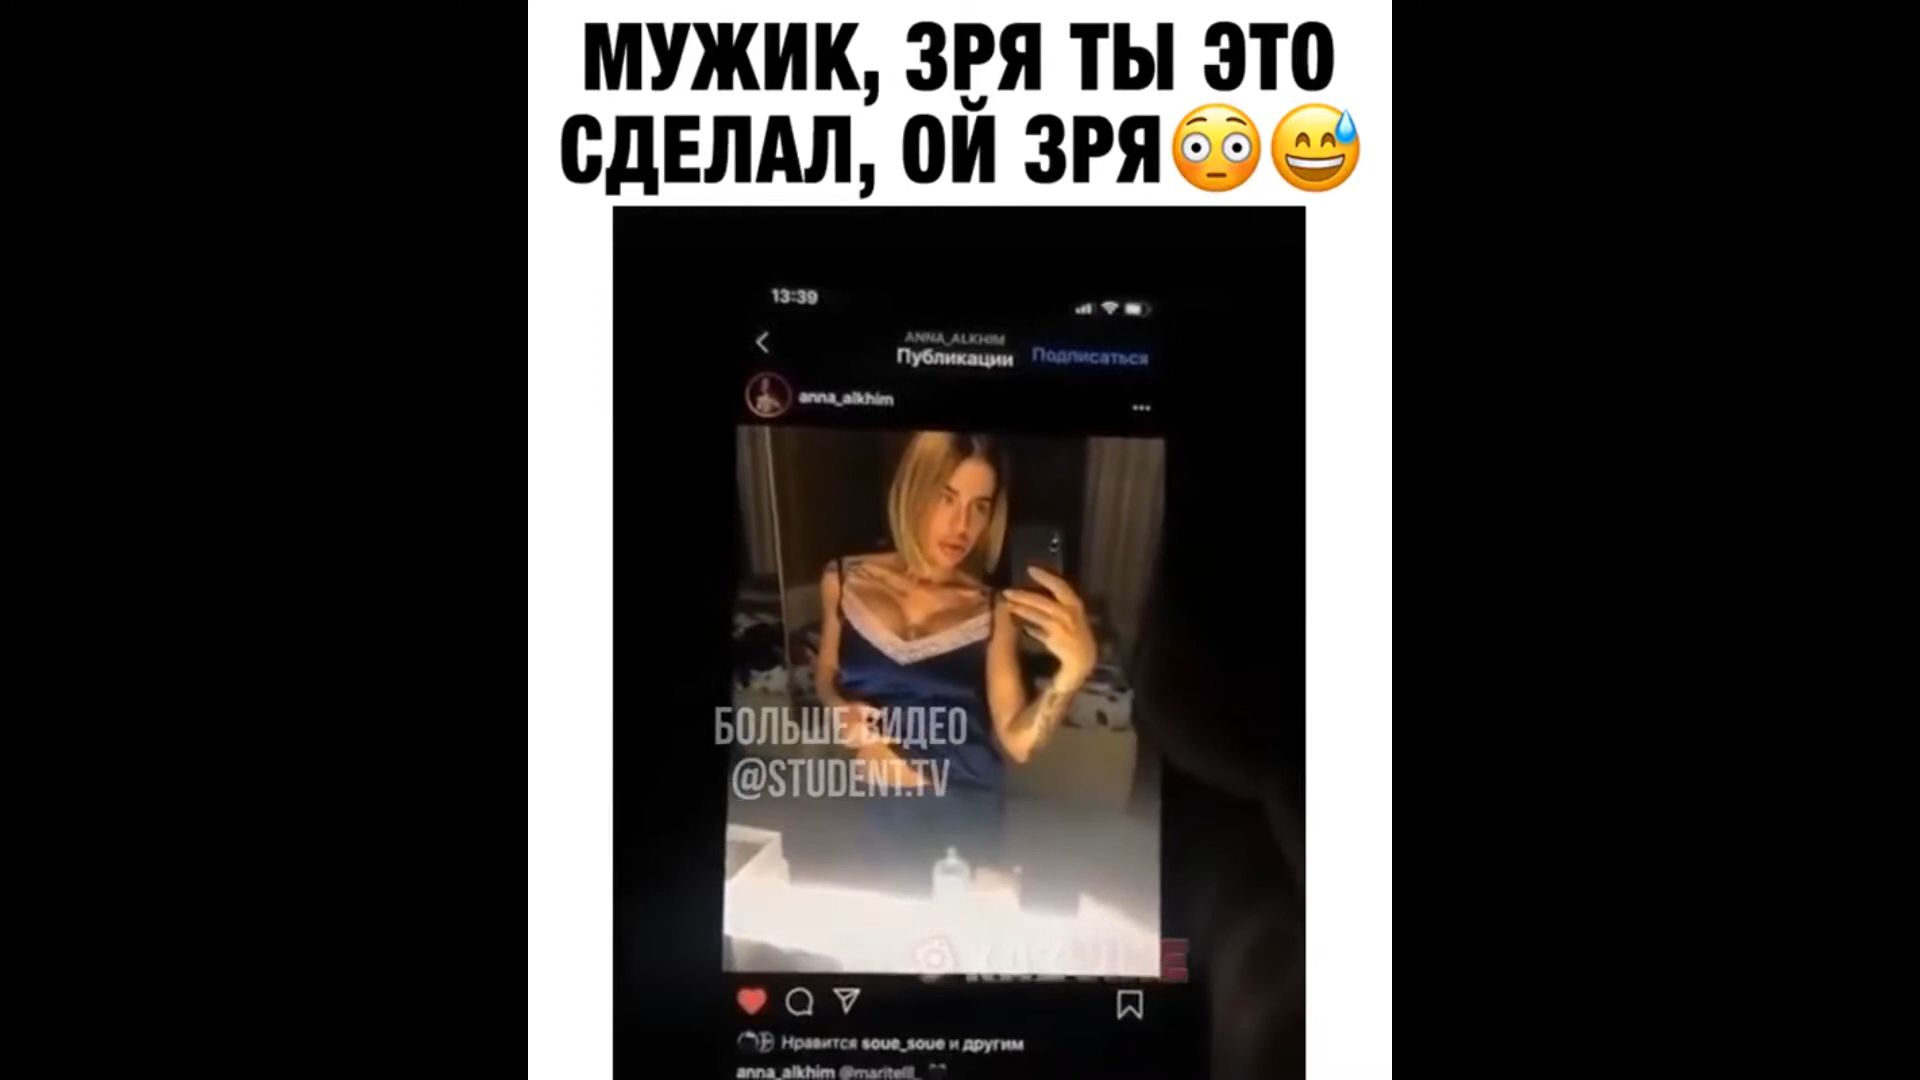 МУЖИК, ЗРЯ ТЫ ЭТО
СДЕЛАЛ, ОЙ ЗРЯ😳😅
13:39
ANNA_ALKHIM
Публикации
Подписаться
anna_alkhim
БОЛЬШЕ ВИДЕО
@STUDENT.TV
Нравится soue_soue и другим
anna_alkhim